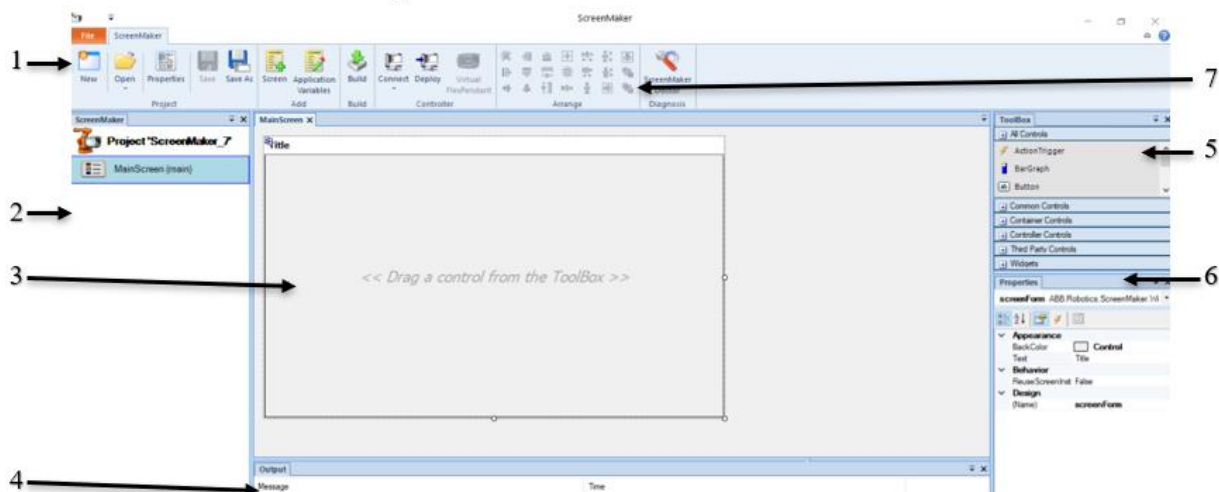 ScreenMaker
File ScreenMaker
1
New Open Properties Save Save As Screen Application Variables Build Connect Deploy Virtual FlexPendant ScreenMaker
Project Add Build Controller Arrange Diagnosis
7
ScreenMaker MainScreen ToolBox
Project "ScreenMaker_7" Title All Controls
MainScreen (main) ActionTrigger
5
BarGraph
Button
2
Common Controls
Container Controls
Controller Controls
Third Party Controls
Widgets
3
<< Drag a control from the ToolBox >>
6
Properties
screenForm ABB.Robotics.ScreenMaker
Appearance
BackColor Control
Text Title
Behavior
ReuseScreenInst False
Design
(Name) screenForm
Output
4
Message Time